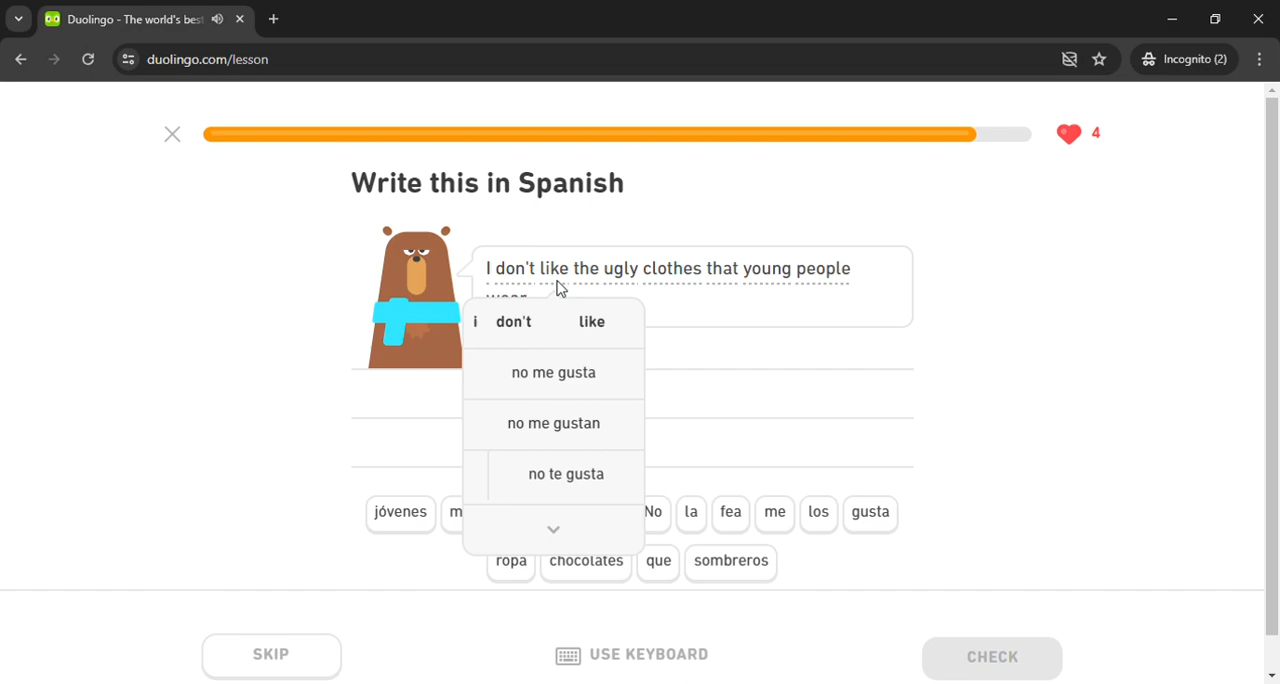 Duolingo - The world's best
duolingo.com/lesson
Incognito (2)
4
Write this in Spanish
I don't like the ugly clothes that young people
wear.
i don't like
no me gusta
no me gustan
no te gusta
jóvenes No la fea me los gusta
ropa chocolates que sombreros
SKIP
USE KEYBOARD
CHECK